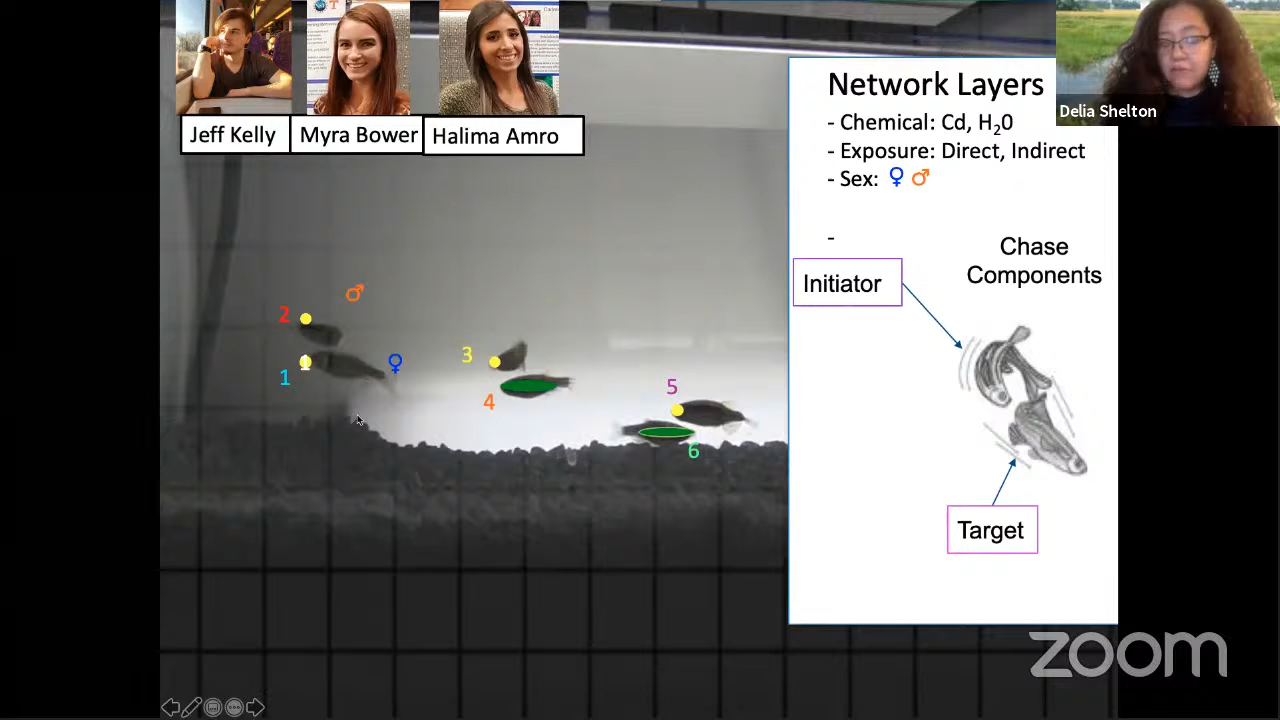 Jeff Kelly
Myra Bower
Halima Amro
Delia Shelton
Network Layers
- Chemical: Cd, H₂0
- Exposure: Direct, Indirect
- Sex: ♀ ♂
-
Chase
Components
Initiator
Target
2
♂
1
♀
3
4
5
6
zoom